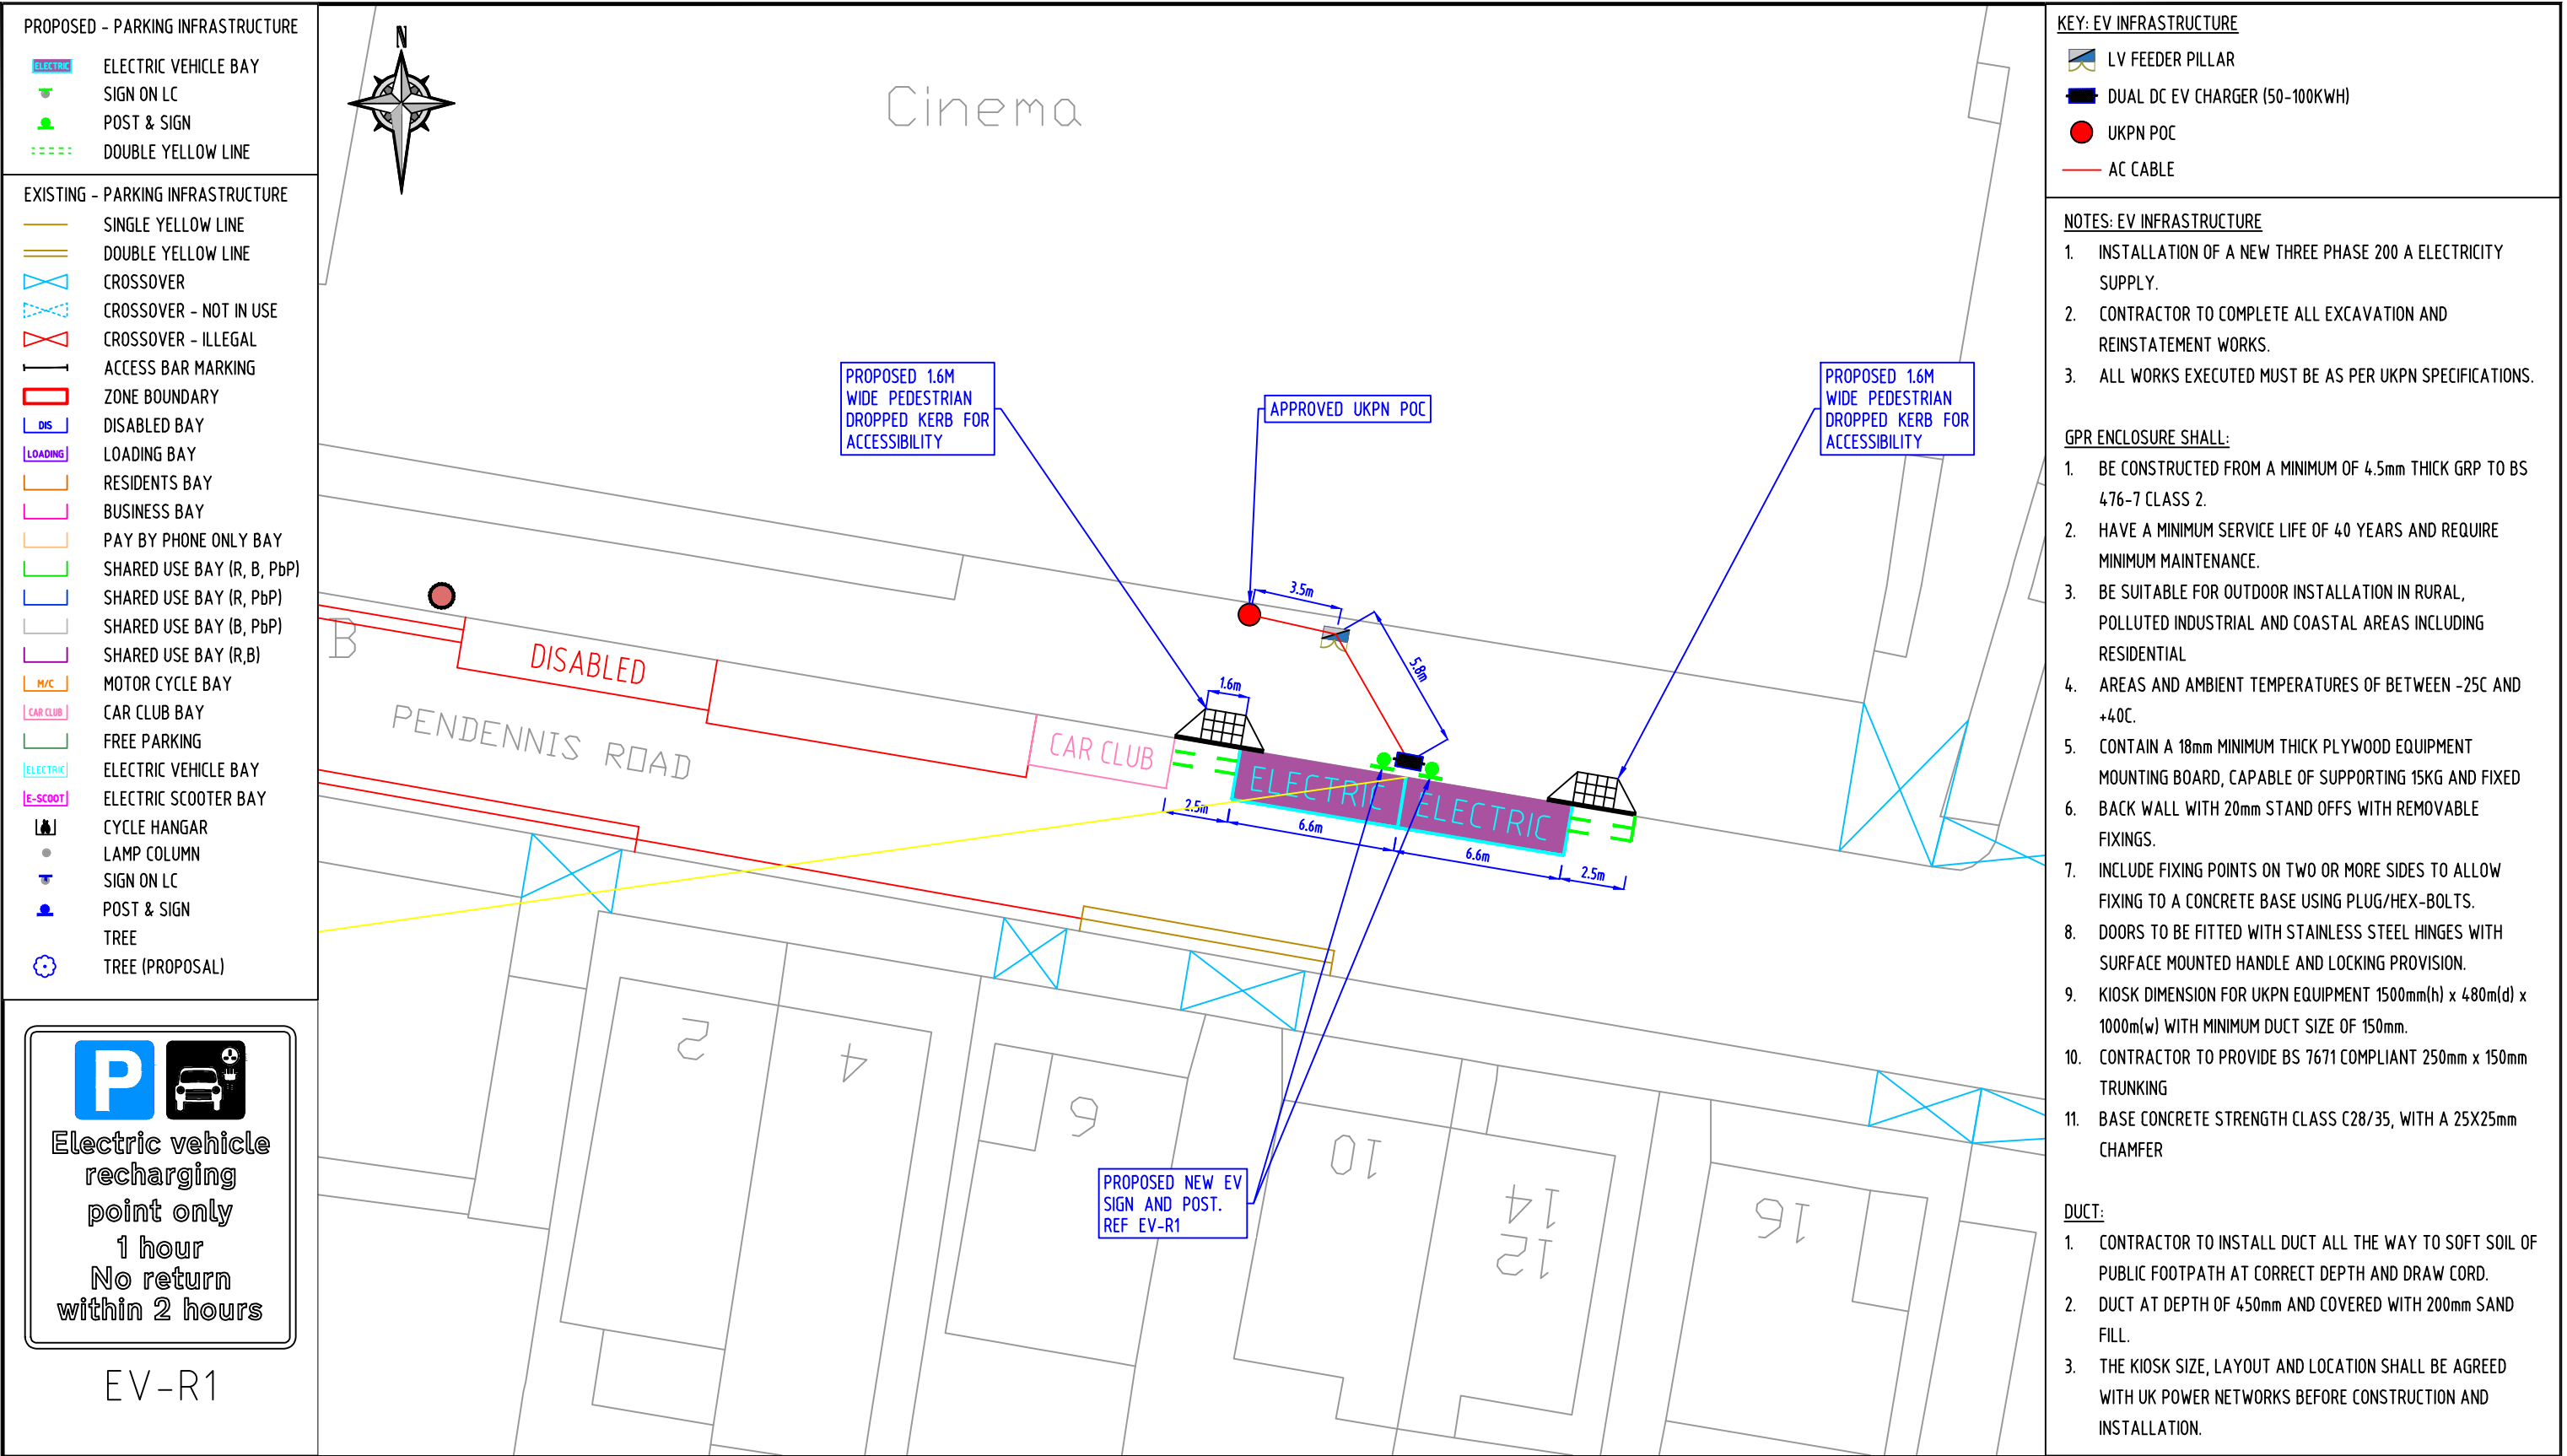 PROPOSED - PARKING INFRASTRUCTURE
ELECTRIC
ELECTRIC VEHICLE BAY
SIGN ON LC
POST & SIGN
DOUBLE YELLOW LINE
EXISTING - PARKING INFRASTRUCTURE
SINGLE YELLOW LINE
DOUBLE YELLOW LINE
CROSSOVER
CROSSOVER - NOT IN USE
CROSSOVER - ILLEGAL
ACCESS BAR MARKING
ZONE BOUNDARY
DIS
DISABLED BAY
LOADING
LOADING BAY
RESIDENTS BAY
BUSINESS BAY
PAY BY PHONE ONLY BAY
SHARED USE BAY (R, B, PbP)
SHARED USE BAY (R, PbP)
SHARED USE BAY (B, PbP)
SHARED USE BAY (R,B)
M/C
MOTOR CYCLE BAY
CAR CLUB
CAR CLUB BAY
FREE PARKING
ELECTRIC
ELECTRIC VEHICLE BAY
E-SCOOT
ELECTRIC SCOOTER BAY
CYCLE HANGAR
LAMP COLUMN
SIGN ON LC
POST & SIGN
TREE
TREE (PROPOSAL)
P
Electric vehicle
recharging
point only
1 hour
No return
within 2 hours
EV-R1
N
Cinema
PROPOSED 1.6M
WIDE PEDESTRIAN
DROPPED KERB FOR
ACCESSIBILITY
APPROVED UKPN POC
PROPOSED 1.6M
WIDE PEDESTRIAN
DROPPED KERB FOR
ACCESSIBILITY
3.5m
5.8m
1.6m
B
DISABLED
PENDENNIS ROAD
CAR CLUB
ELECTRIC
ELECTRIC
2.5m
6.6m
6.6m
2.5m
2
4
6
10
14
12
16
PROPOSED NEW EV
SIGN AND POST.
REF EV-R1
KEY: EV INFRASTRUCTURE
LV FEEDER PILLAR
DUAL DC EV CHARGER (50-100KWH)
UKPN POC
AC CABLE
NOTES: EV INFRASTRUCTURE
1. INSTALLATION OF A NEW THREE PHASE 200 A ELECTRICITY
SUPPLY.
2. CONTRACTOR TO COMPLETE ALL EXCAVATION AND
REINSTATEMENT WORKS.
3. ALL WORKS EXECUTED MUST BE AS PER UKPN SPECIFICATIONS.
GPR ENCLOSURE SHALL:
1. BE CONSTRUCTED FROM A MINIMUM OF 4.5mm THICK GRP TO BS
476-7 CLASS 2.
2. HAVE A MINIMUM SERVICE LIFE OF 40 YEARS AND REQUIRE
MINIMUM MAINTENANCE.
3. BE SUITABLE FOR OUTDOOR INSTALLATION IN RURAL,
POLLUTED INDUSTRIAL AND COASTAL AREAS INCLUDING
RESIDENTIAL
4. AREAS AND AMBIENT TEMPERATURES OF BETWEEN -25C AND
+40C.
5. CONTAIN A 18mm MINIMUM THICK PLYWOOD EQUIPMENT
MOUNTING BOARD, CAPABLE OF SUPPORTING 15KG AND FIXED
6. BACK WALL WITH 20mm STAND OFFS WITH REMOVABLE
FIXINGS.
7. INCLUDE FIXING POINTS ON TWO OR MORE SIDES TO ALLOW
FIXING TO A CONCRETE BASE USING PLUG/HEX-BOLTS.
8. DOORS TO BE FITTED WITH STAINLESS STEEL HINGES WITH
SURFACE MOUNTED HANDLE AND LOCKING PROVISION.
9. KIOSK DIMENSION FOR UKPN EQUIPMENT 1500mm(h) x 480m(d) x
1000m(w) WITH MINIMUM DUCT SIZE OF 150mm.
10. CONTRACTOR TO PROVIDE BS 7671 COMPLIANT 250mm x 150mm
TRUNKING
11. BASE CONCRETE STRENGTH CLASS C28/35, WITH A 25X25mm
CHAMFER
DUCT:
1. CONTRACTOR TO INSTALL DUCT ALL THE WAY TO SOFT SOIL OF
PUBLIC FOOTPATH AT CORRECT DEPTH AND DRAW CORD.
2. DUCT AT DEPTH OF 450mm AND COVERED WITH 200mm SAND
FILL.
3. THE KIOSK SIZE, LAYOUT AND LOCATION SHALL BE AGREED
WITH UK POWER NETWORKS BEFORE CONSTRUCTION AND
INSTALLATION.